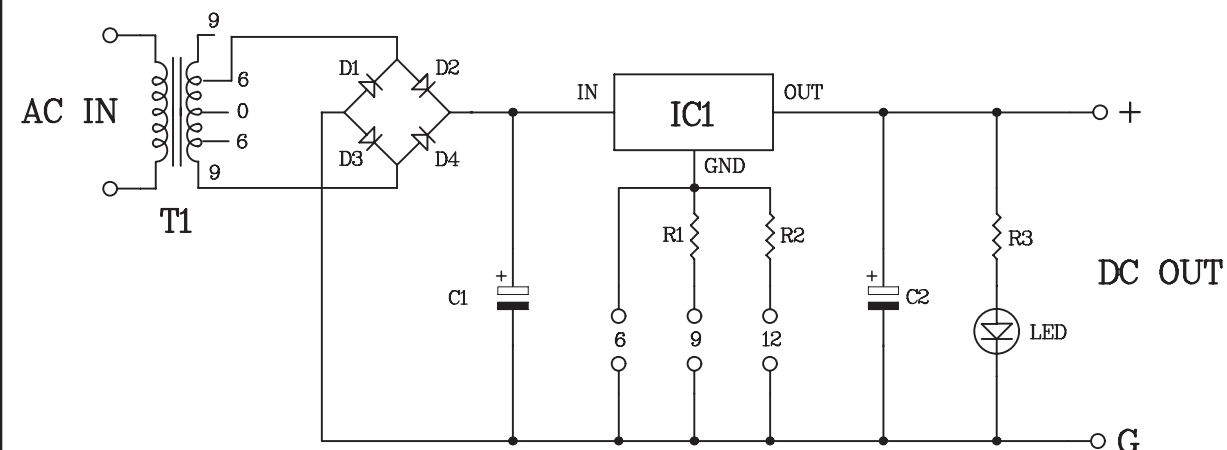 9
6
0
6
9
AC IN
T1
D1
D2
D3
D4
IN
IC1
OUT
GND
+
C1
R1
R2
6
9
12
+
C2
R3
LED
+
DC OUT
G